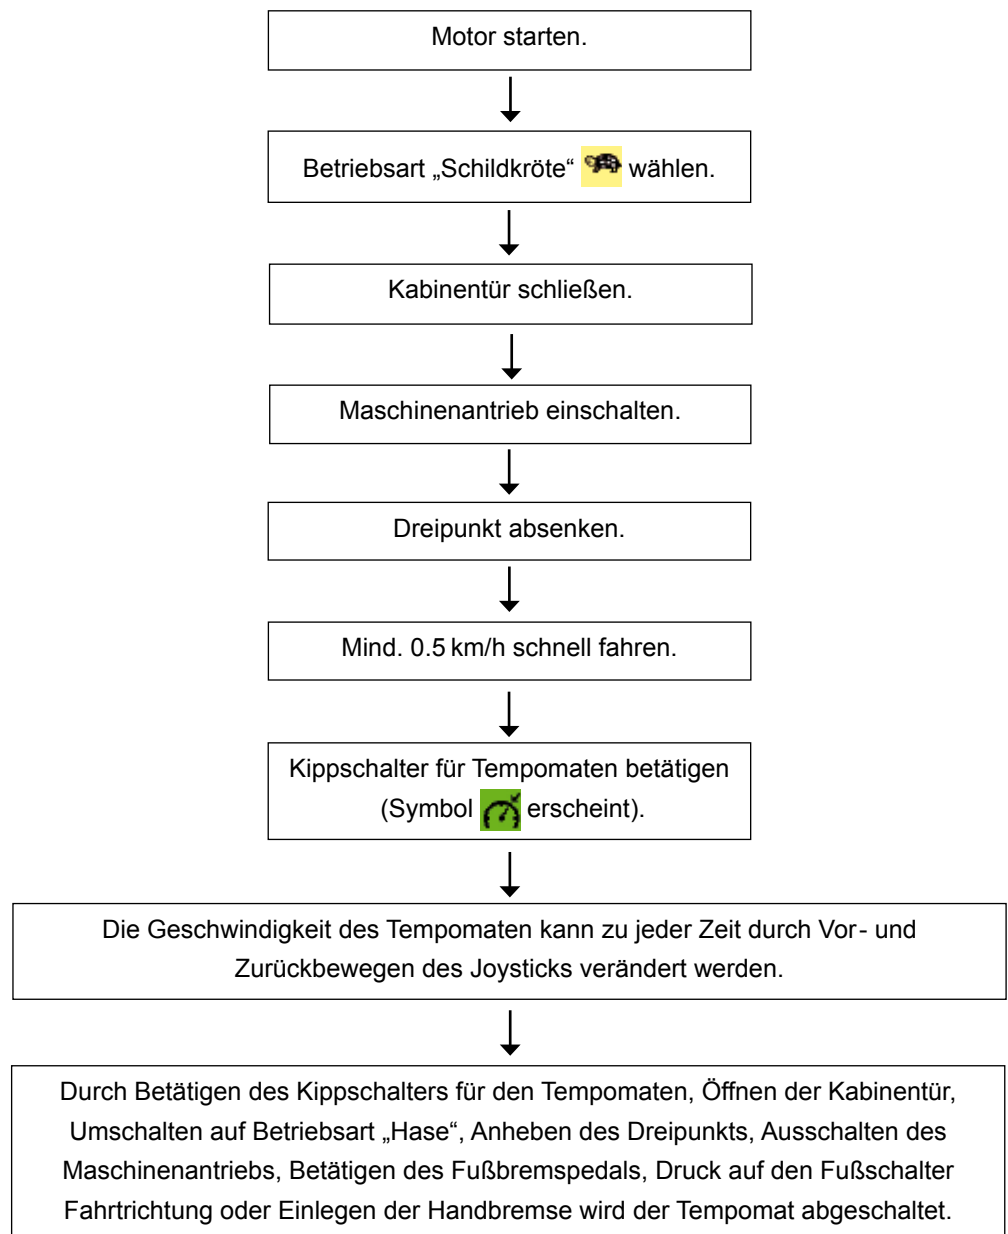 Motor starten.
Betriebsart „Schildkröte“ wählen.
Kabinentür schließen.
Maschinenantrieb einschalten.
Dreipunkt absenken.
Mind. 0.5 km/h schnell fahren.
Kippschalter für Tempomaten betätigen
(Symbol erscheint).
Die Geschwindigkeit des Tempomaten kann zu jeder Zeit durch Vor- und
Zurückbewegen des Joysticks verändert werden.
Durch Betätigen des Kippschalters für den Tempomaten, Öffnen der Kabinentür,
Umschalten auf Betriebsart „Hase“, Anheben des Dreipunkts, Ausschalten des
Maschinenantriebs, Betätigen des Fußbremspedals, Druck auf den Fußschalter
Fahrtrichtung oder Einlegen der Handbremse wird der Tempomat abgeschaltet.